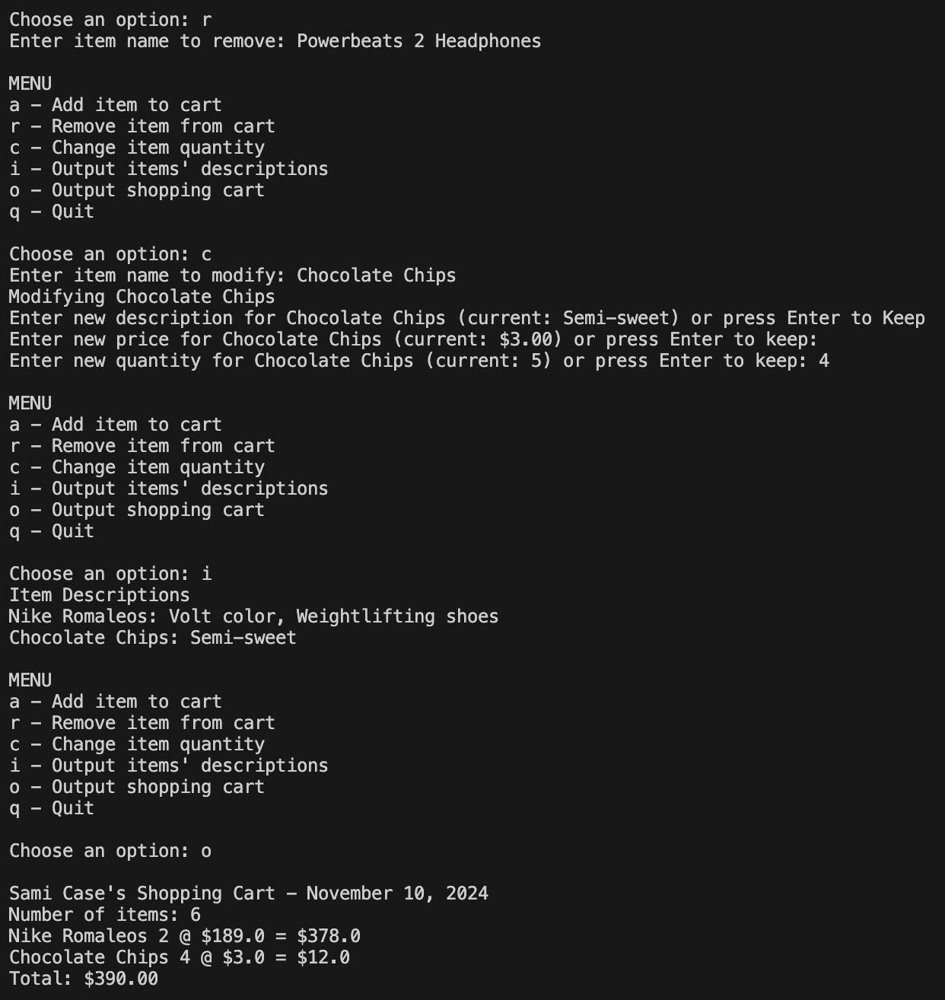 Choose an option: r
Enter item name to remove: Powerbeats 2 Headphones
MENU
a - Add item to cart
r - Remove item from cart
c - Change item quantity
i - Output items' descriptions
o - Output shopping cart
q - Quit
Choose an option: c
Enter item name to modify: Chocolate Chips
Modifying Chocolate Chips
Enter new description for Chocolate Chips (current: Semi-sweet) or press Enter to Keep
Enter new price for Chocolate Chips (current: $3.00) or press Enter to keep:
Enter new quantity for Chocolate Chips (current: 5) or press Enter to keep: 4
MENU
a - Add item to cart
r - Remove item from cart
c - Change item quantity
i - Output items' descriptions
o - Output shopping cart
q - Quit
Choose an option: i
Item Descriptions
Nike Romaleos: Volt color, Weightlifting shoes
Chocolate Chips: Semi-sweet
MENU
a - Add item to cart
r - Remove item from cart
c - Change item quantity
i - Output items' descriptions
o - Output shopping cart
q - Quit
Choose an option: o
Sami Case's Shopping Cart - November 10, 2024
Number of items: 6
Nike Romaleos 2 @ $189.0 = $378.0
Chocolate Chips 4 @ $3.0 = $12.0
Total: $390.00